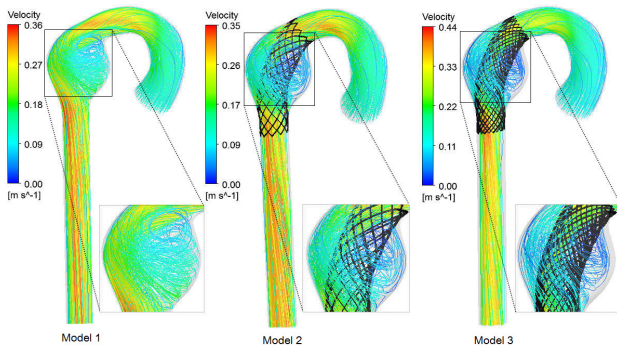 Velocity
0.36
0.27
0.18
0.09
0.00
[m s^-1]
Model 1
Velocity
0.35
0.26
0.17
0.09
0.00
[m s^-1]
Model 2
Velocity
0.44
0.33
0.22
0.11
0.00
[m s^-1]
Model 3